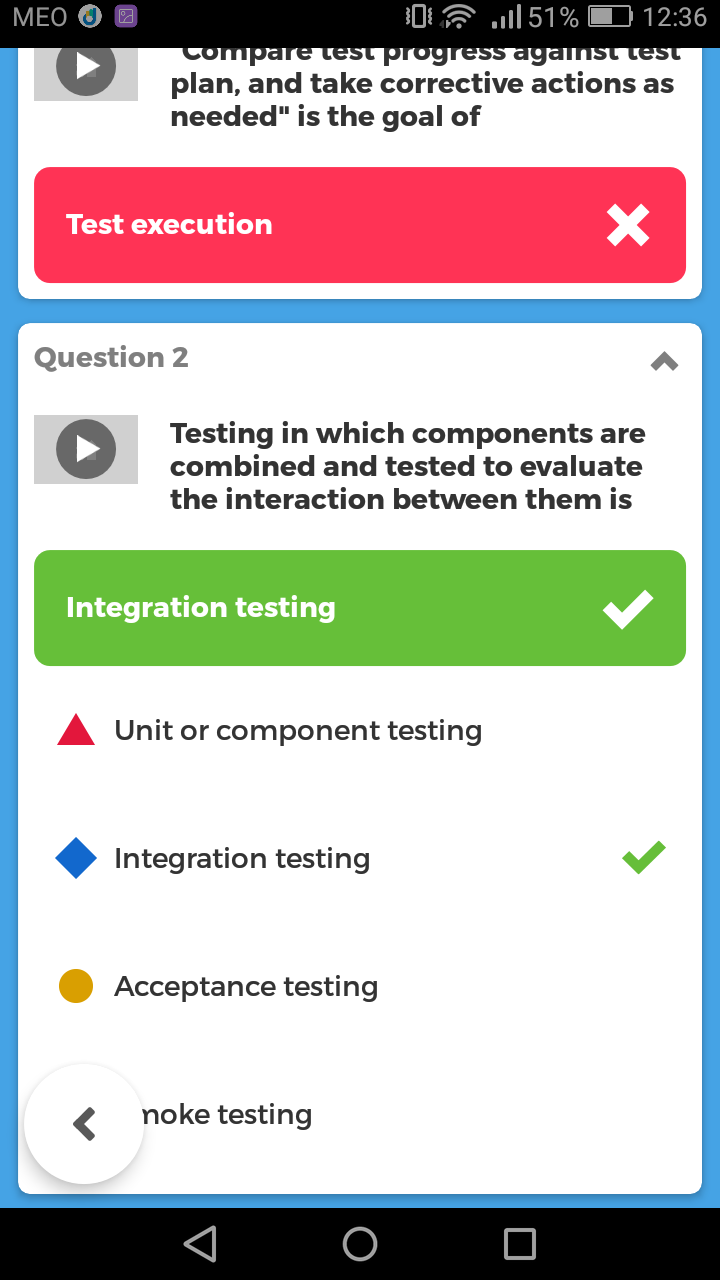 MEO 51% 12:36
"Compare test progress against test
plan, and take corrective actions as
needed" is the goal of
Test execution
Question 2
Testing in which components are
combined and tested to evaluate
the interaction between them is
Integration testing
Unit or component testing
Integration testing
Acceptance testing
moke testing